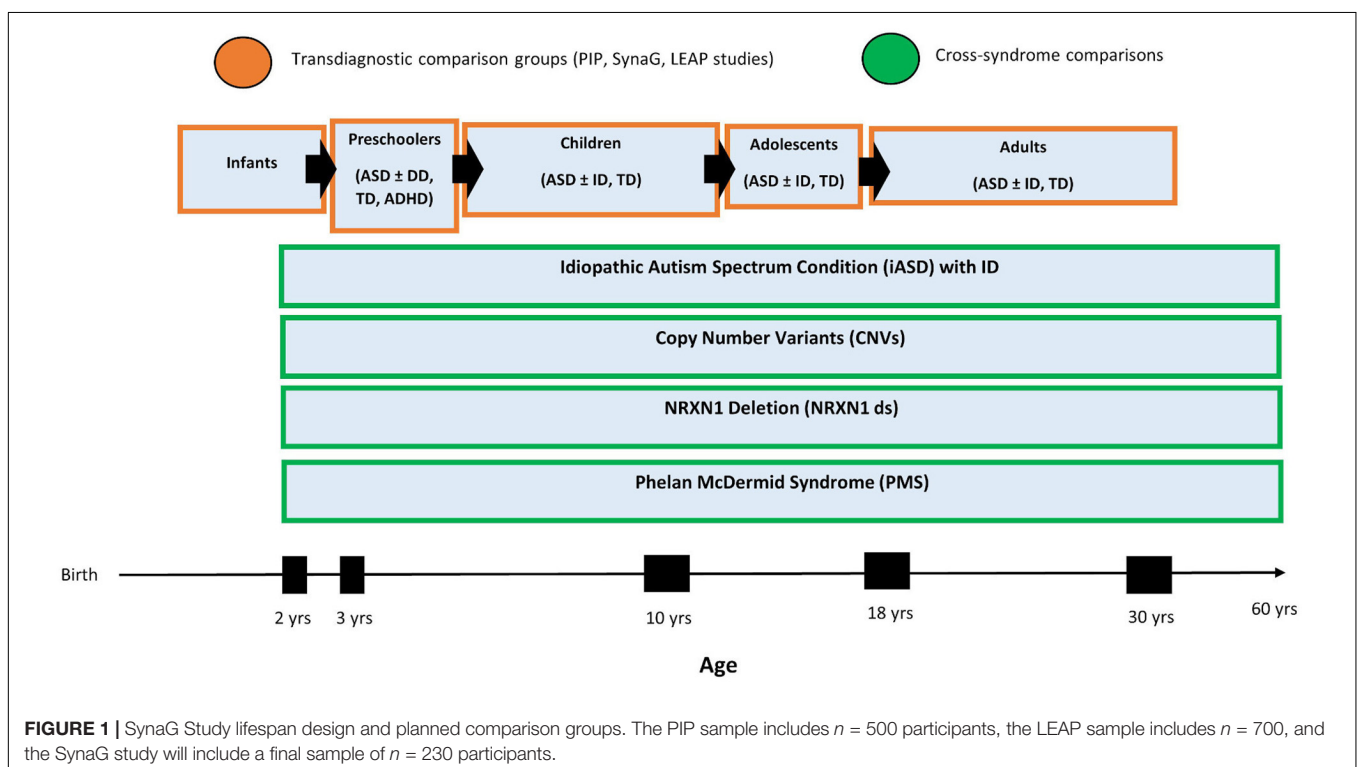 Transdiagnostic comparison groups (PIP, SynaG, LEAP studies)
Cross-syndrome comparisons
Infants
Preschoolers
(ASD ± DD,
TD, ADHD)
Children
(ASD ± ID, TD)
Adolescents
(ASD ± ID, TD)
Adults
(ASD ± ID, TD)
Idiopathic Autism Spectrum Condition (iASD) with ID
Copy Number Variants (CNVs)
NRXN1 Deletion (NRXN1 ds)
Phelan McDermid Syndrome (PMS)
Birth
2 yrs
3 yrs
10 yrs
18 yrs
30 yrs
60 yrs
Age
FIGURE 1 | SynaG Study lifespan design and planned comparison groups. The PIP sample includes n = 500 participants, the LEAP sample includes n = 700, and
the SynaG study will include a final sample of n = 230 participants.